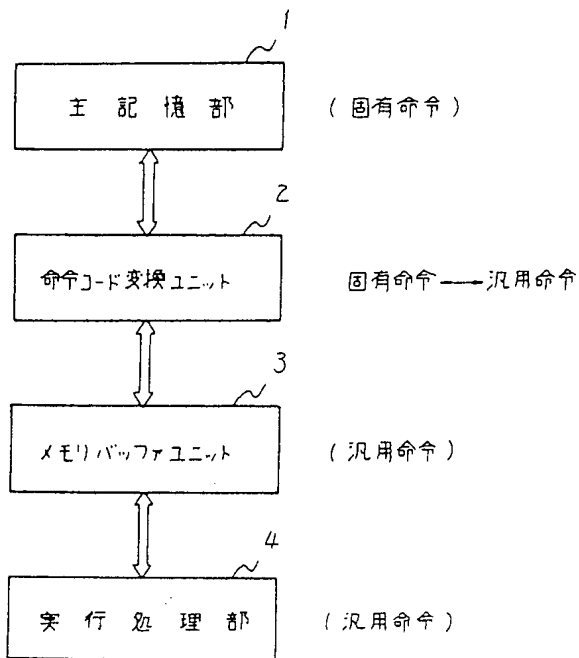 1
主記憶部 (固有命令)
2
命令コード変換ユニット 固有命令→汎用命令
3
メモリバッファユニット (汎用命令)
4
実行処理部 (汎用命令)